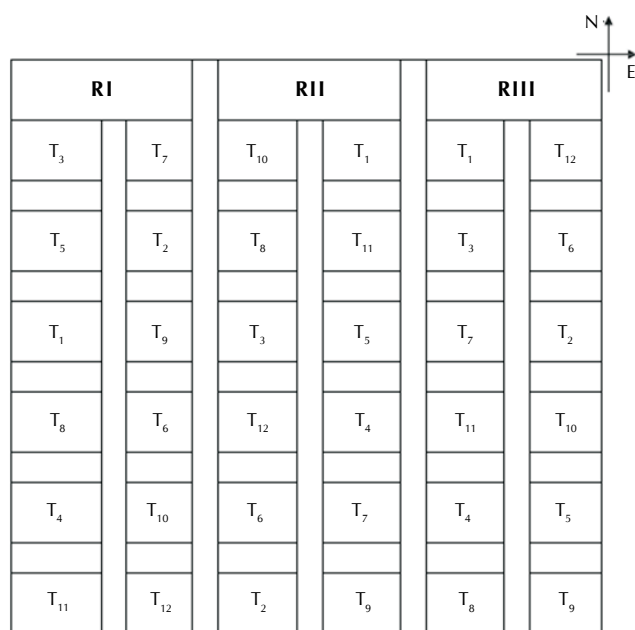 N
E
RI RII RIII
T₃ T₇ T₁₀ T₁ T₁ T₁₂
T₅ T₂ T₈ T₁₁ T₃ T₆
T₁ T₉ T₃ T₅ T₇ T₂
T₈ T₆ T₁₂ T₄ T₁₁ T₁₀
T₄ T₁₀ T₆ T₇ T₄ T₅
T₁₁ T₁₂ T₂ T₉ T₈ T₉